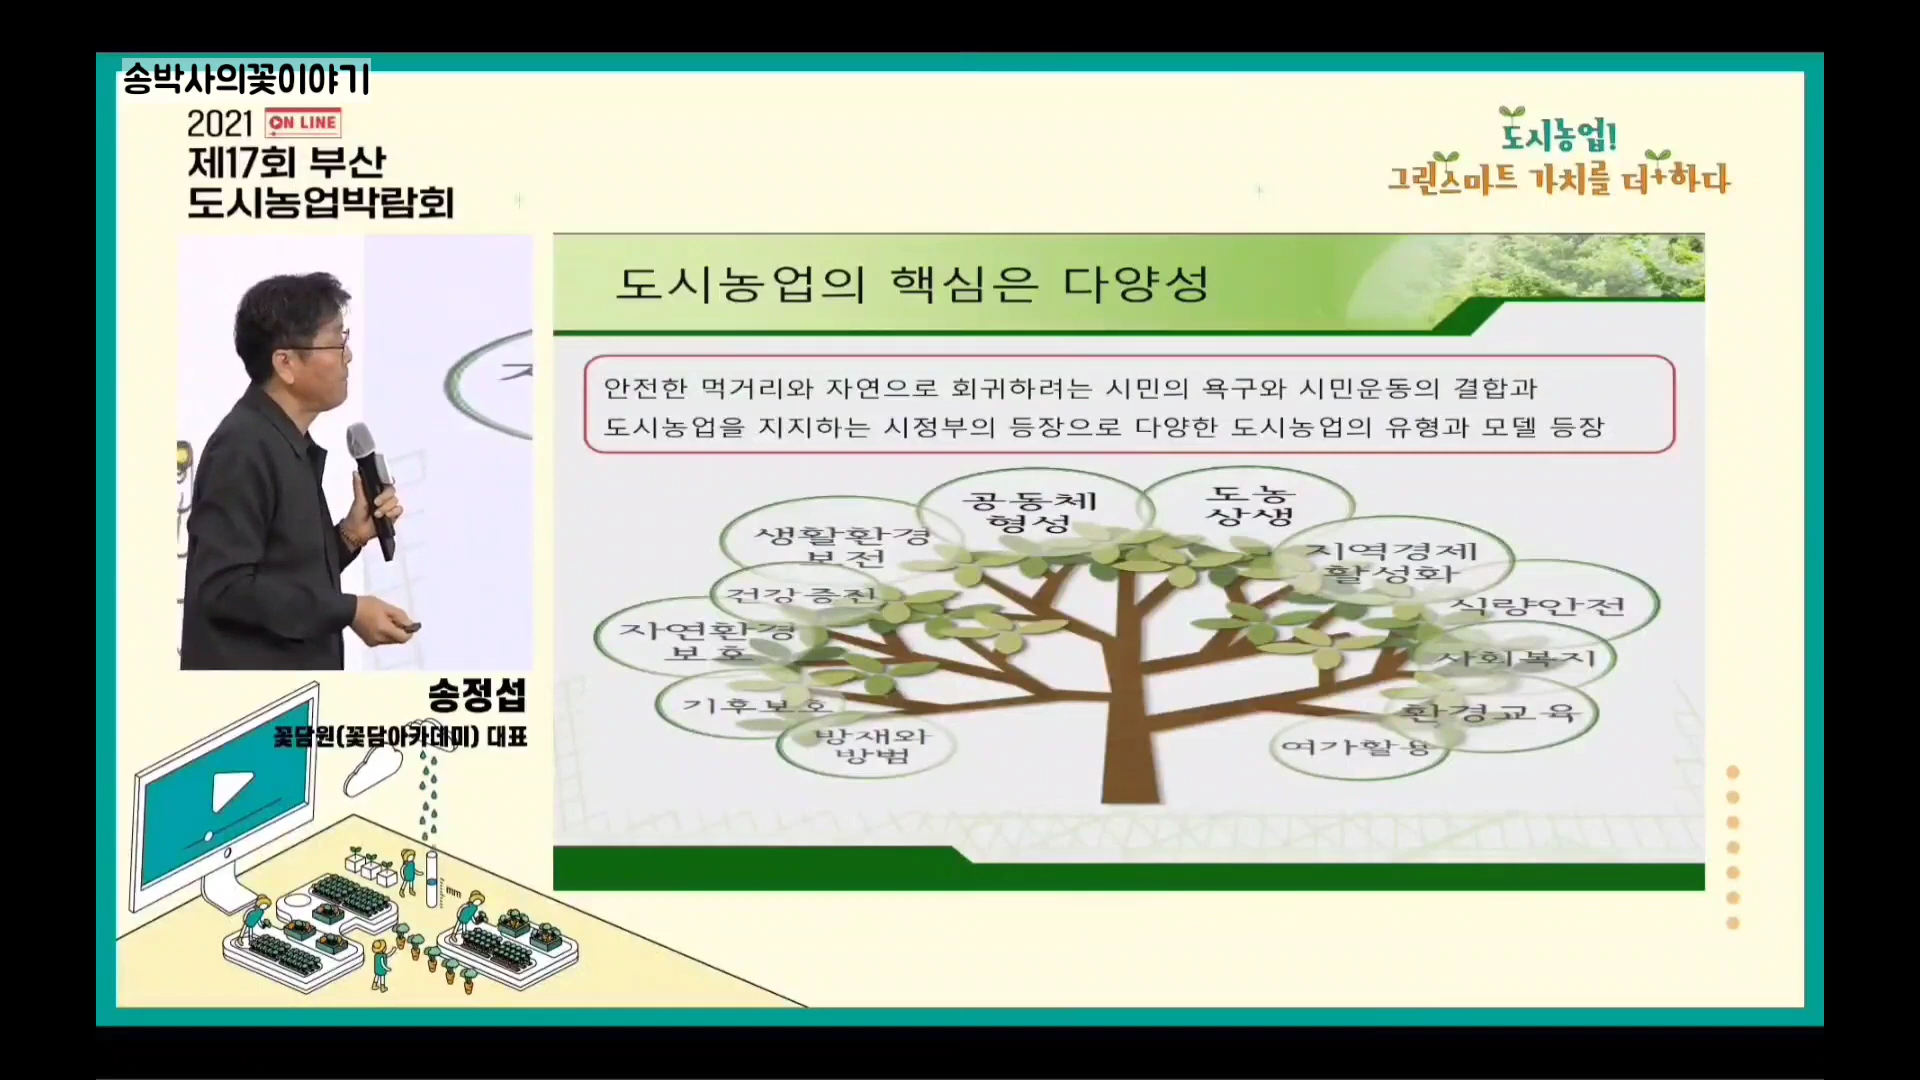 송박사의꽃이야기
2021 ON LINE
제17회 부산
도시농업박람회
도시농업!
그린스마트 가치를 더+하다
도시농업의 핵심은 다양성
안전한 먹거리와 자연으로 회귀하려는 시민의 욕구와 시민운동의 결합과
도시농업을 지지하는 시정부의 등장으로 다양한 도시농업의 유형과 모델 등장
공동체
형성
도농
상생
생활환경
보전
지역경제
활성화
건강증진
식량안전
자연환경
보호
사회복지
기후보호
환경교육
방재와
방범
여가활용
송정섭
꽃담원(꽃담아카데미) 대표
mm